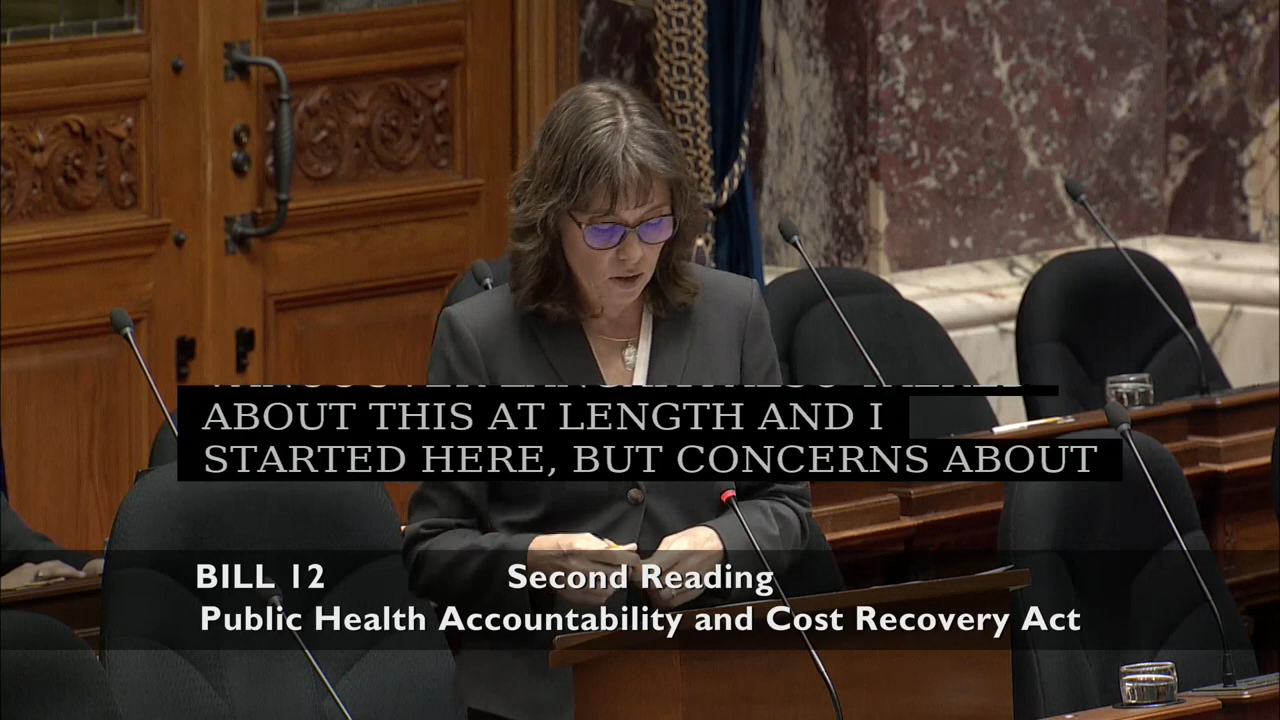 ABOUT THIS AT LENGTH AND I
STARTED HERE, BUT CONCERNS ABOUT
BILL 12 Second Reading
Public Health Accountability and Cost Recovery Act